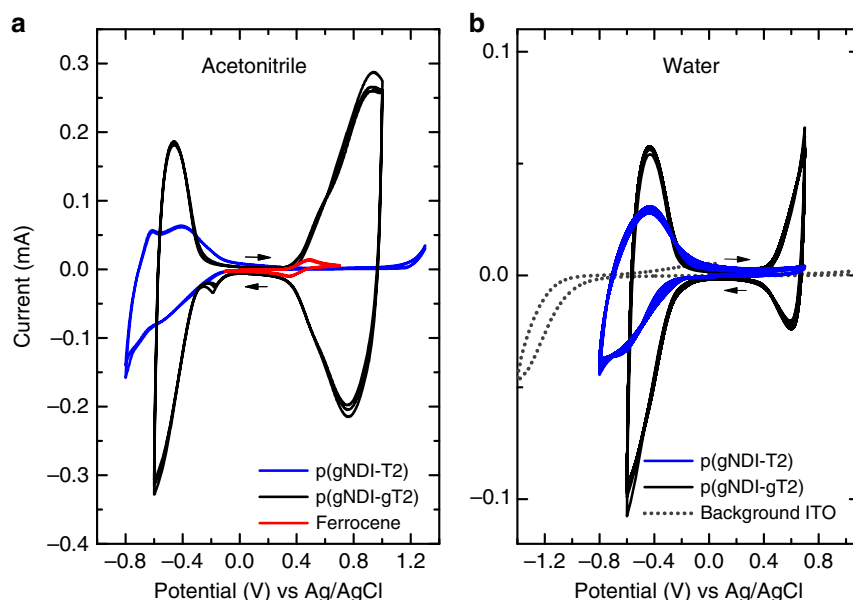 a
Acetonitrile
0.3
0.2
0.1
0.0
−0.1
−0.2
−0.3
−0.4
Current (mA)
p(gNDI-T2)
p(gNDI-gT2)
Ferrocene
−0.8 −0.4 0.0 0.4 0.8 1.2
Potential (V) vs Ag/AgCl
b
Water
0.1
0.0
−0.1
p(gNDI-T2)
p(gNDI-gT2)
Background ITO
−1.2 −0.8 −0.4 0.0 0.4 0.8
Potential (V) vs Ag/AgCl